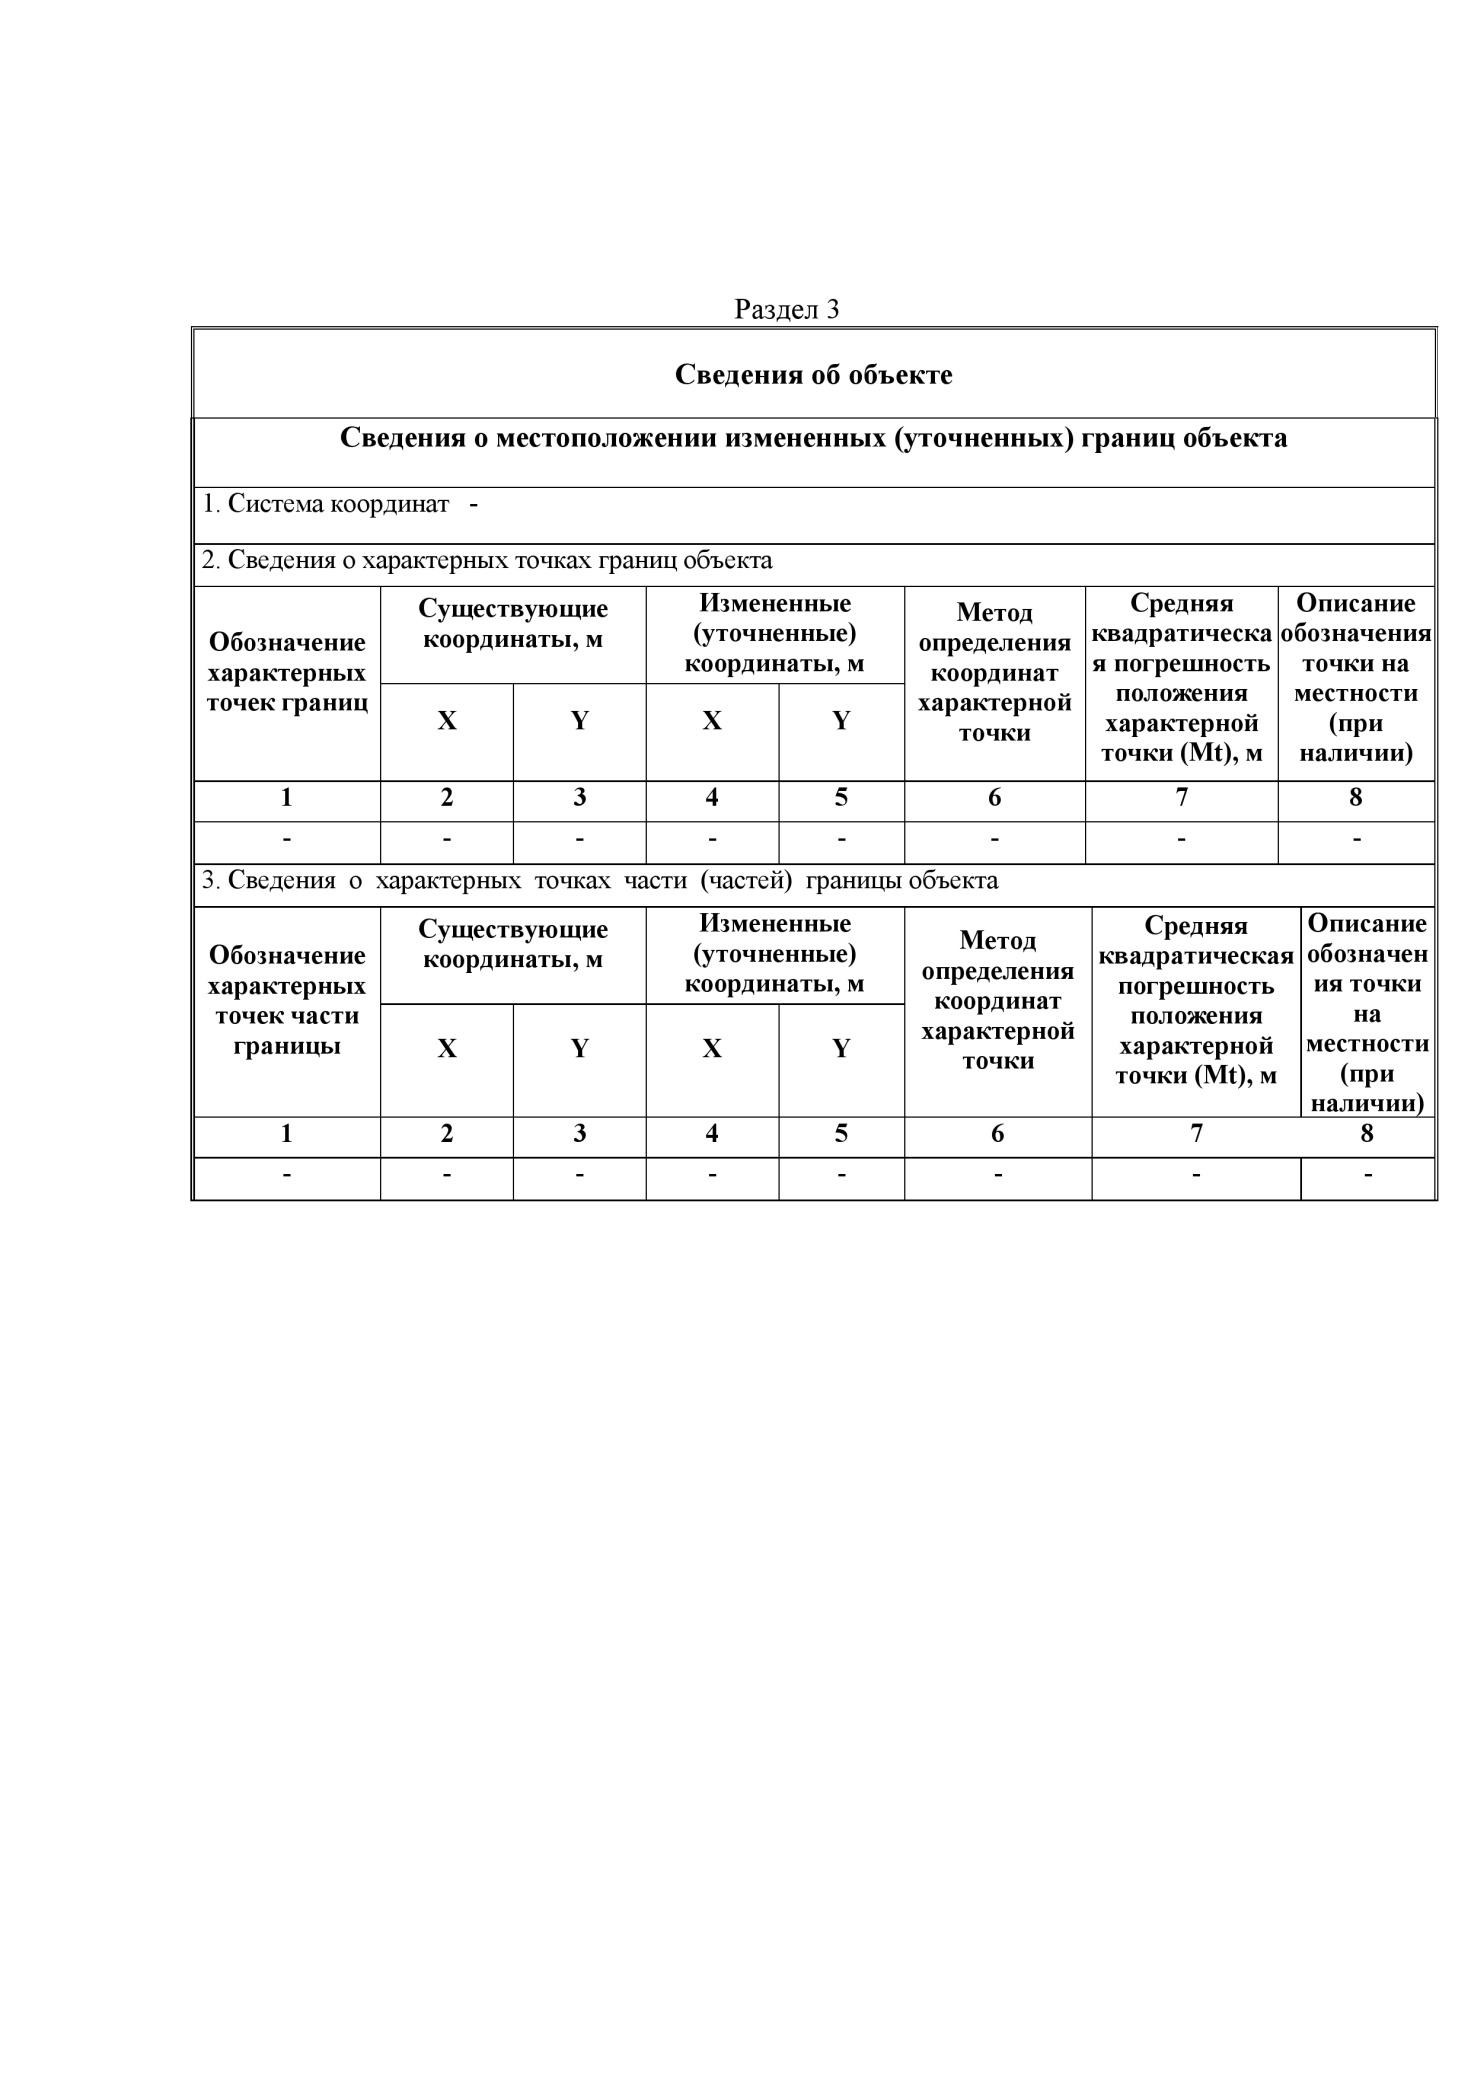 Раздел 3
Сведения об объекте
Сведения о местоположении измененных (уточненных) границ объекта
1. Система координат -
2. Сведения о характерных точках границ объекта
Обозначение
характерных
точек границ
Существующие
координаты, м
X
Y
Измененные
(уточненные)
координаты, м
X
Y
Метод
определения
координат
характерной
точки
Средняя
квадратическа
я погрешность
положения
характерной
точки (Mt), м
Описание
обозначения
точки на
местности
(при
наличии)
1 2 3 4 5 6 7 8
- - - - - - - -
3. Сведения о характерных точках части (частей) границы объекта
Обозначение
характерных
точек части
границы
Существующие
координаты, м
X
Y
Измененные
(уточненные)
координаты, м
X
Y
Метод
определения
координат
характерной
точки
Средняя
квадратическая
погрешность
положения
характерной
точки (Mt), м
Описание
обозначен
ия точки
на
местности
(при
наличии)
1 2 3 4 5 6 7 8
- - - - - - - -